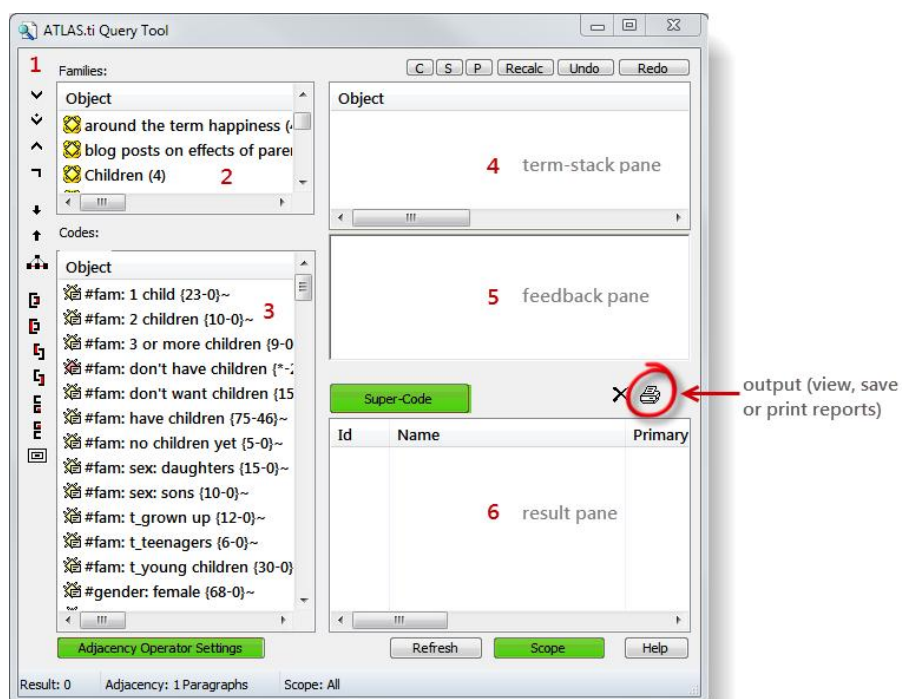 ATLAS.ti Query Tool
1
Families:
C S P Recalc Undo Redo
Object
around the term happiness (
blog posts on effects of parei
Children (4)
2
Object
4 term-stack pane
Codes:
Object
#fam: 1 child {23-0}~
#fam: 2 children {10-0}~
3
#fam: 3 or more children {9-0
#fam: don't have children {*-
#fam: don't want children {15
#fam: have children {75-46}~
#fam: no children yet {5-0}~
#fam: sex: daughters {15-0}~
#fam: sex: sons {10-0}~
#fam: t_grown up {12-0}~
#fam: t_teenagers {6-0}~
#fam: t_young children {30-0}
#gender: female {68-0}~
5 feedback pane
Super-Code
output (view, save
or print reports)
Id Name Primary
6 result pane
Adjacency Operator Settings
Refresh Scope Help
Result: 0 Adjacency: 1 Paragraphs Scope: All